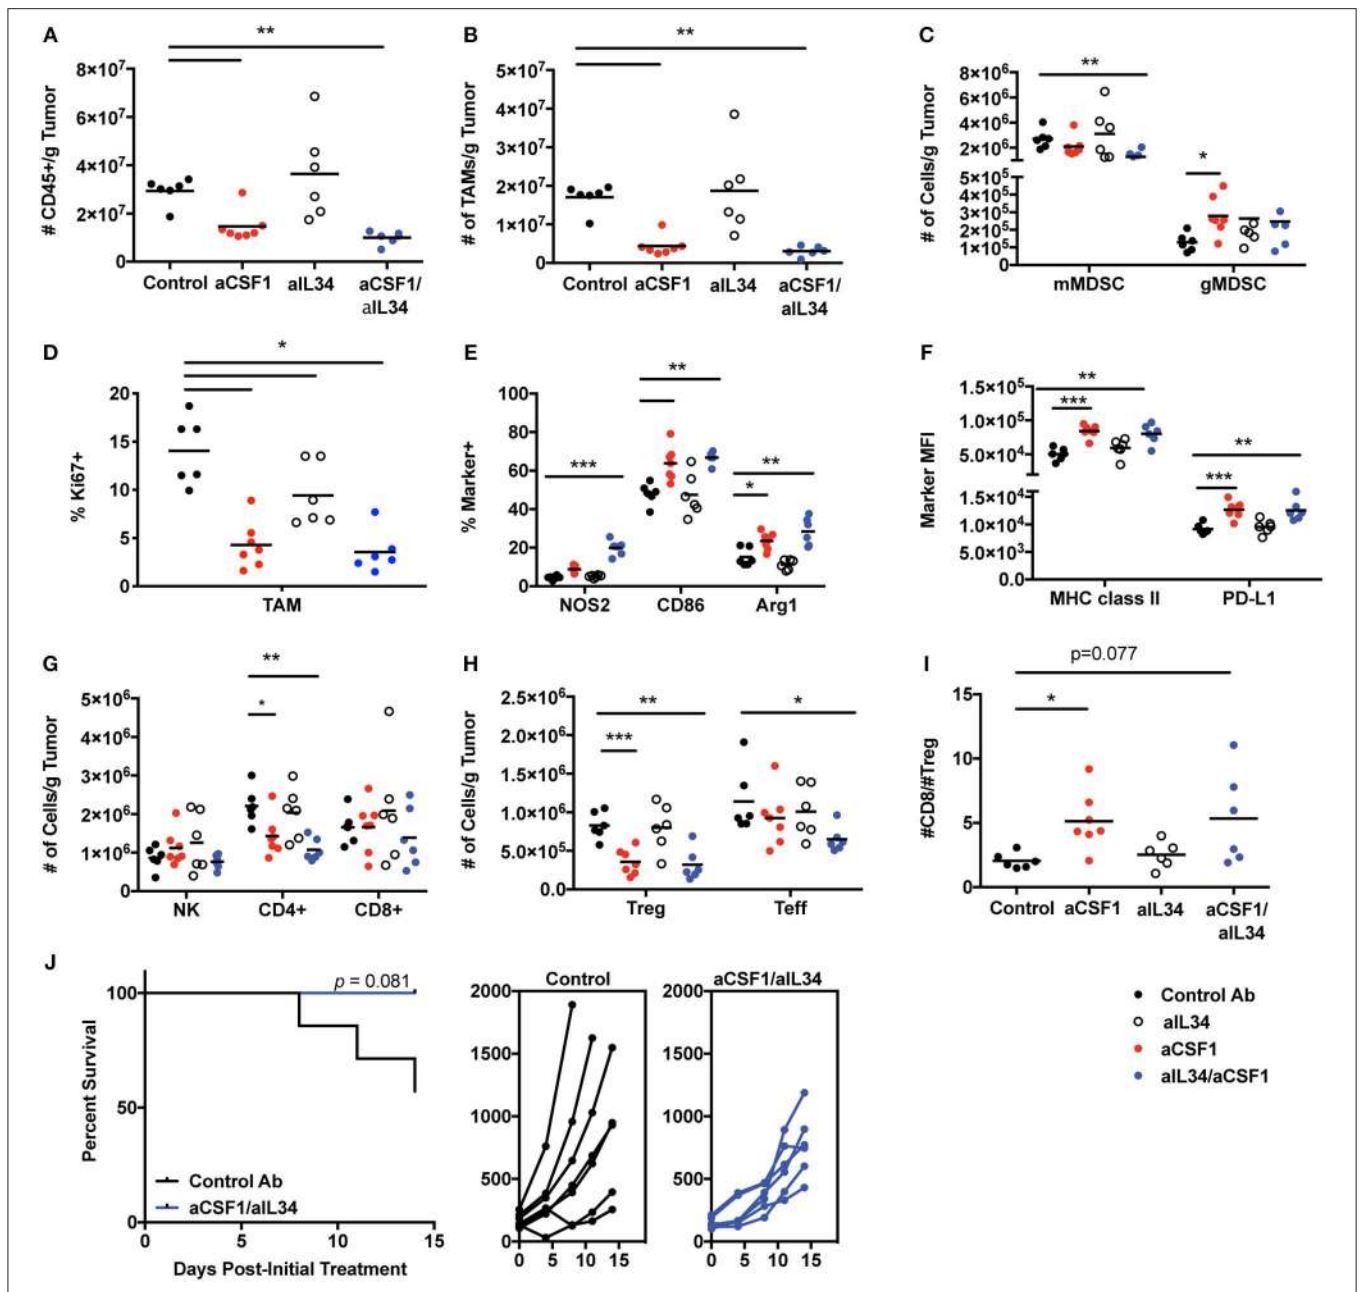 A
**
# CD45+/g Tumor
8×10⁷
6×10⁷
4×10⁷
2×10⁷
0
Control aCSF1 aIL34 aCSF1/
aIL34
B
**
# of TAMs/g Tumor
5×10⁷
4×10⁷
3×10⁷
2×10⁷
1×10⁷
0
Control aCSF1 aIL34 aCSF1/
aIL34
C
**
*
# of Cells/g Tumor
8×10⁶
6×10⁶
4×10⁶
2×10⁶
5×10⁵
4×10⁵
3×10⁵
2×10⁵
1×10⁵
0
mMDSC gMDSC
D
*
% Ki67+
20
15
10
5
0
TAM
E
***
**
**
*
% Marker+
100
80
60
40
20
0
NOS2 CD86 Arg1
F
**
***
**
***
Marker MFI
1.5×10⁵
1.0×10⁵
5.0×10⁴
1.5×10⁴
1.0×10⁴
5.0×10³
0.0
MHC class II PD-L1
G
**
*
# of Cells/g Tumor
5×10⁶
4×10⁶
3×10⁶
2×10⁶
1×10⁶
0
NK CD4+ CD8+
H
**
***
*
# of Cells/g Tumor
2.5×10⁶
2.0×10⁶
1.5×10⁶
1.0×10⁶
5.0×10⁵
0.0
Treg Teff
I
p=0.077
*
#CD8/#Treg
15
10
5
0
Control aCSF1 aIL34 aCSF1/
aIL34
J
p = 0.081
Percent Survival
100
50
0
Control Ab
aCSF1/aIL34
0 5 10 15
Days Post-Initial Treatment
Control
2000
1500
1000
500
0
0 5 10 15
aCSF1/aIL34
2000
1500
1000
500
0
0 5 10 15
Control Ab
aIL34
aCSF1
aIL34/aCSF1